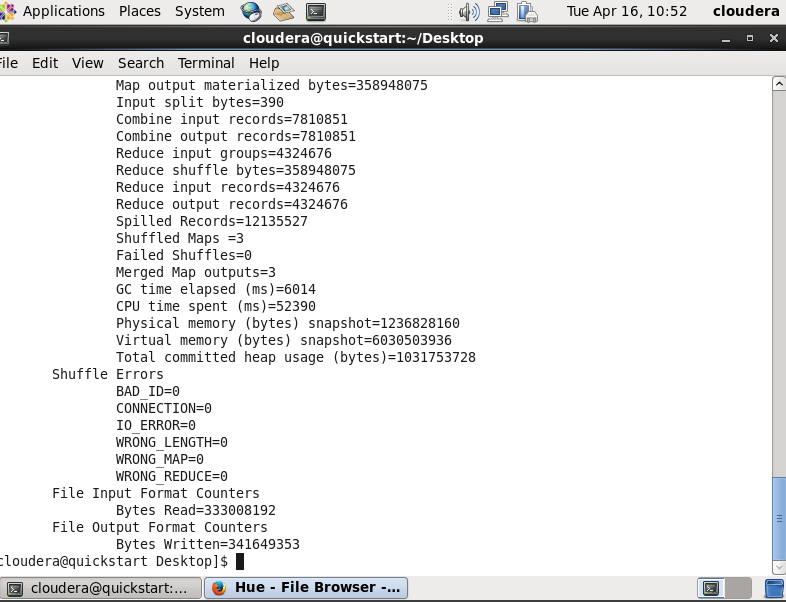 Applications Places System Tue Apr 16, 10:52 cloudera
cloudera@quickstart:~/Desktop
File Edit View Search Terminal Help
Map output materialized bytes=358948075
Input split bytes=390
Combine input records=7810851
Combine output records=7810851
Reduce input groups=4324676
Reduce shuffle bytes=358948075
Reduce input records=4324676
Reduce output records=4324676
Spilled Records=12135527
Shuffled Maps =3
Failed Shuffles=0
Merged Map outputs=3
GC time elapsed (ms)=6014
CPU time spent (ms)=52390
Physical memory (bytes) snapshot=1236828160
Virtual memory (bytes) snapshot=6030503936
Total committed heap usage (bytes)=1031753728
Shuffle Errors
BAD_ID=0
CONNECTION=0
IO_ERROR=0
WRONG_LENGTH=0
WRONG_MAP=0
WRONG_REDUCE=0
File Input Format Counters
Bytes Read=333008192
File Output Format Counters
Bytes Written=341649353
cloudera@quickstart Desktop]$
cloudera@quickstart:... Hue - File Browser -...